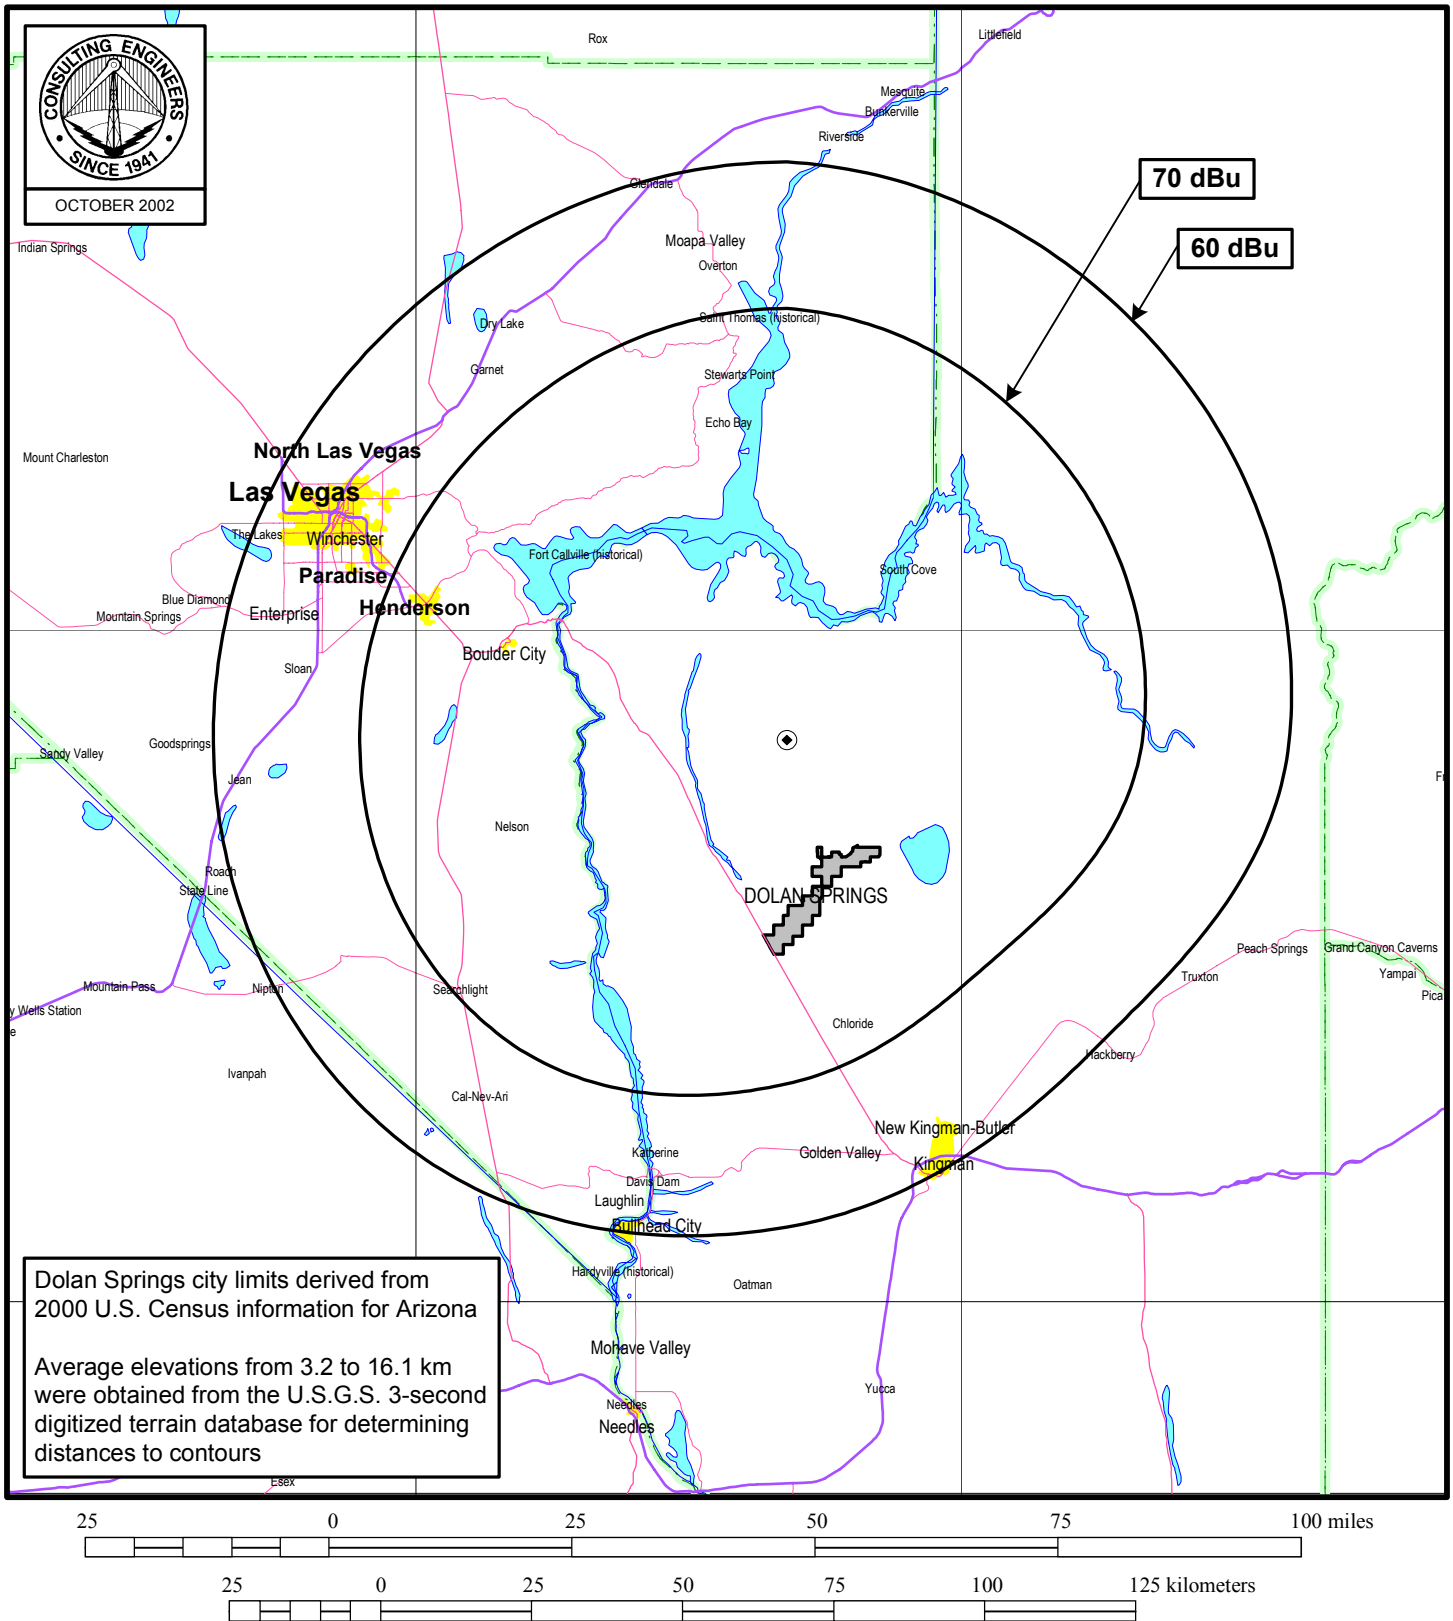 CONSULTING ENGINEERS
SINCE 1941
OCTOBER 2002
Rox
Littlefield
Mesquite
Bunkerville
Riverside
70 dBu
Glendale
60 dBu
Moapa Valley
Indian Springs
Overton
Saint Thomas (historical)
Dry Lake
Garnet
Stewarts Point
Echo Bay
North Las Vegas
Mount Charleston
Las Vegas
The Lakes
Winchester
Fort Callville (historical)
South Cove
Paradise
Blue Diamond
Henderson
Mountain Springs
Enterprise
Boulder City
Sloan
Goodsprings
Sandy Valley
Jean
Fr
Nelson
Roach
State Line
DOLAN SPRINGS
Peach Springs
Grand Canyon Caverns
Truxton
Yampai
Mountain Pass
Nipton
Searchlight
Pica
y Wells Station
e
Chloride
Hackberry
Ivanpah
Cal-Nev-Ari
New Kingman-Butler
Katherine
Golden Valley
Kingman
Davis Dam
Laughlin
Bullhead City
Hardyville (historical)
Oatman
Dolan Springs city limits derived from
2000 U.S. Census information for Arizona
Average elevations from 3.2 to 16.1 km
were obtained from the U.S.G.S. 3-second
digitized terrain database for determining
distances to contours
Mohave Valley
Yucca
Needles
Needles
Esex
25 0 25 50 75 100 miles
25 0 25 50 75 100 125 kilometers